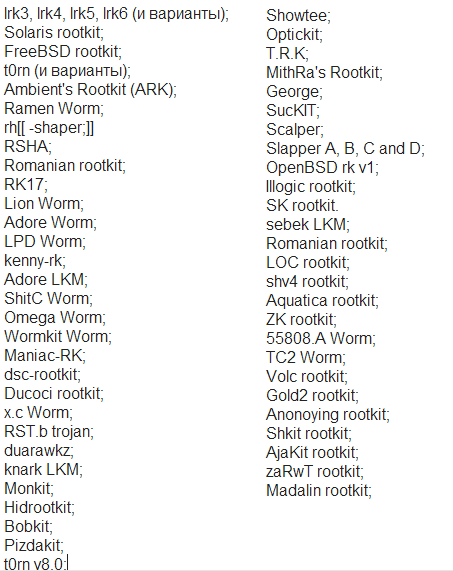 lrk3, lrk4, lrk5, lrk6 (и варианты);
Solaris rootkit;
FreeBSD rootkit;
t0rn (и варианты);
Ambient's Rootkit (ARK);
Ramen Worm;
rh[[ -shaper;]]
RSHA;
Romanian rootkit;
RK17;
Lion Worm;
Adore Worm;
LPD Worm;
kenny-rk;
Adore LKM;
ShitC Worm;
Omega Worm;
Wormkit Worm;
Maniac-RK;
dsc-rootkit;
Ducoci rootkit;
x.c Worm;
RST.b trojan;
duarawkz;
knark LKM;
Monkit;
Hidrootkit;
Bobkit;
Pizdakit;
t0rn v8.0;
Showtee;
Optickit;
T.R.K;
MithRa's Rootkit;
George;
SucKIT;
Scalper;
Slapper A, B, C and D;
OpenBSD rk v1;
Illogic rootkit;
SK rootkit.
sebek LKM;
Romanian rootkit;
LOC rootkit;
shv4 rootkit;
Aquatica rootkit;
ZK rootkit;
55808.A Worm;
TC2 Worm;
Volc rootkit;
Gold2 rootkit;
Anonoying rootkit;
Shkit rootkit;
AjaKit rootkit;
zaRwT rootkit;
Madalin rootkit;